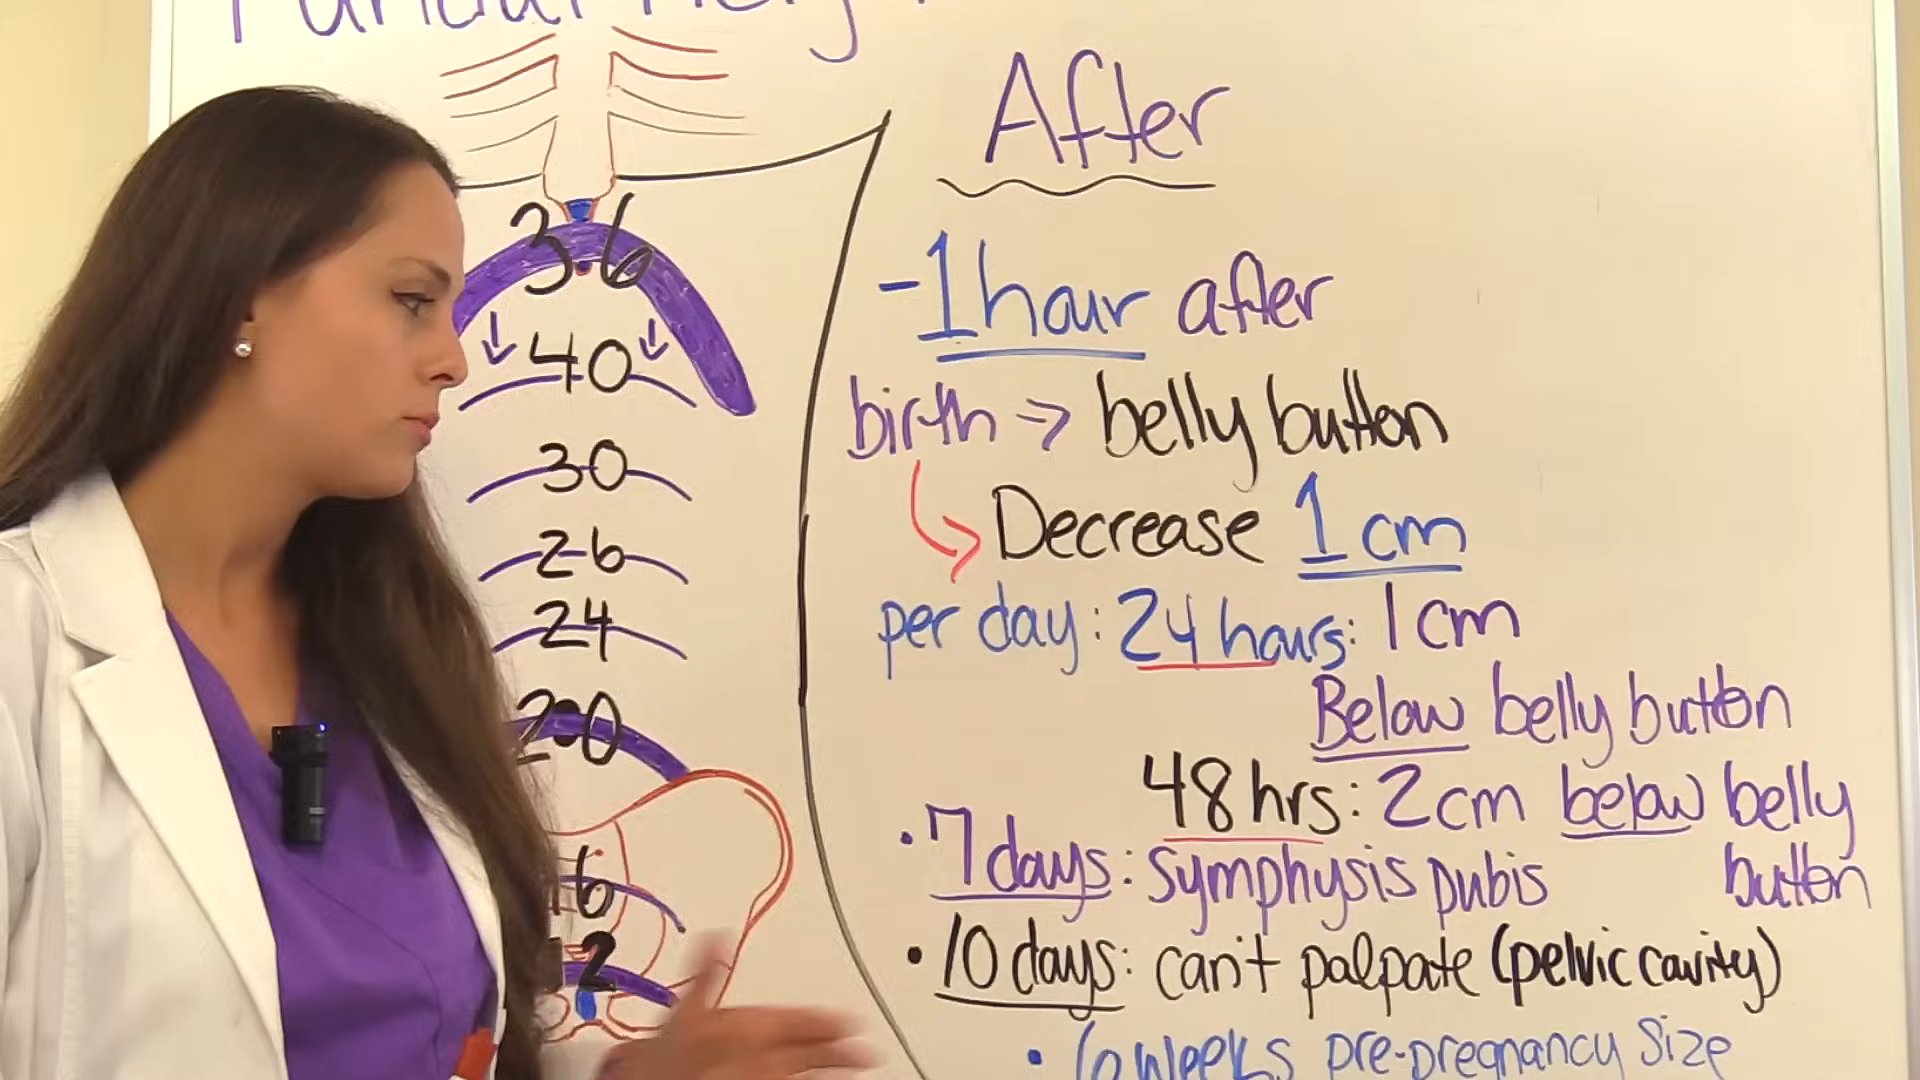 Fundal Heig
36
40
30
26
24
20
16
12
After
- 1 hour after
birth → belly button
Decrease 1 cm
per day: 24 hours: 1 cm
Below belly button
48 hrs: 2 cm below belly
button
• 7 days: symphysis pubis
• 10 days: can't palpate (pelvic cavity)
• 6 weeks pre-pregnancy size